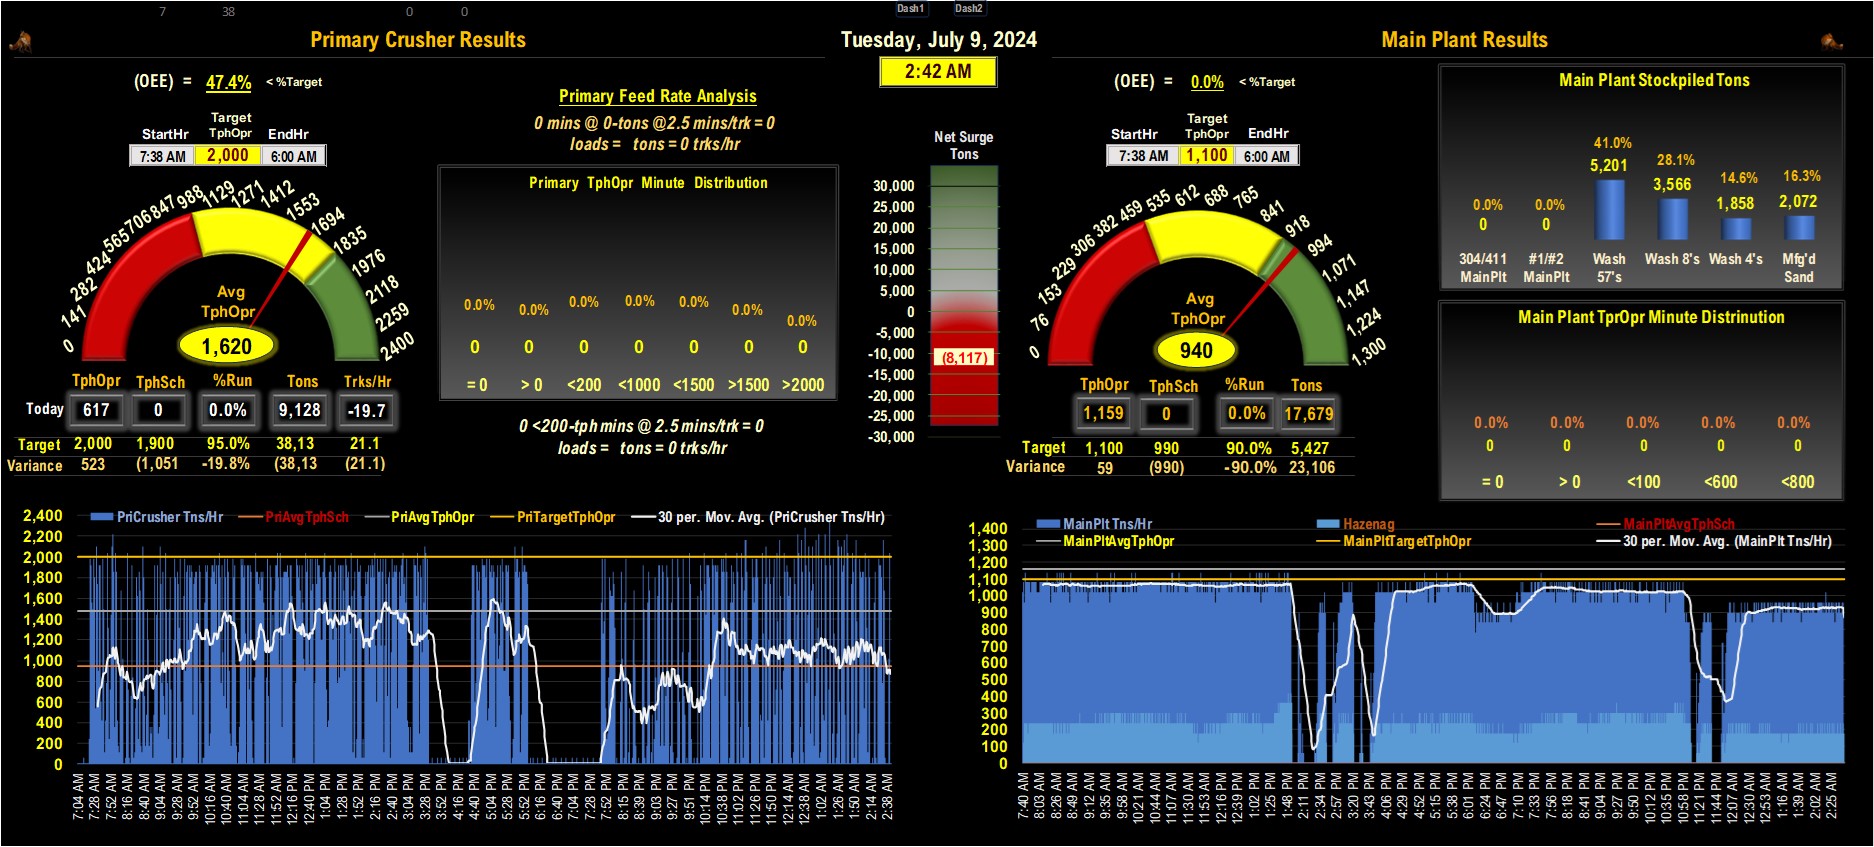 7 38 0 0 Dash1 Dash2
Primary Crusher Results
Tuesday, July 9, 2024
Main Plant Results
2:42 AM
(OEE) = 47.4% < %Target
Target
StartHr TphOpr EndHr
7:38 AM 2,000 6:00 AM
0 141 282 424 565 706 847 988 1129 1271 1412 1553 1694 1835 1976 2118 2259 2400
Avg
TphOpr
1,620
TphOpr TphSch %Run Tons Trks/Hr
Today 617 0 0.0% 9,128 -19.7
Target 2,000 1,900 95.0% 38,13 21.1
Variance 523 (1,051 -19.8% (38,13 (21.1)
Primary Feed Rate Analysis
0 mins @ 0-tons @2.5 mins/trk = 0
loads = tons = 0 trks/hr
Primary TphOpr Minute Distribution
0.0% 0.0% 0.0% 0.0% 0.0% 0.0% 0.0%
0 0 0 0 0 0 0
= 0 > 0 <200 <1000 <1500 >1500 >2000
0 <200-tph mins @ 2.5 mins/trk = 0
loads = tons = 0 trks/hr
Net Surge
Tons
30,000
25,000
20,000
15,000
10,000
5,000
0
-5,000
-10,000 (8,117)
-15,000
-20,000
-25,000
-30,000
(OEE) = 0.0% < %Target
Target
StartHr TphOpr EndHr
7:38 AM 1,100 6:00 AM
0 76 153 229 306 382 459 535 612 688 765 841 918 994 1,071 1,147 1,224 1,300
Avg
TphOpr
940
TphOpr TphSch %Run Tons
1,159 0 0.0% 17,679
Target 1,100 990 90.0% 5,427
Variance 59 (990) -90.0% 23,106
Main Plant Stockpiled Tons
0.0% 0.0% 41.0% 28.1% 14.6% 16.3%
0 0 5,201 3,566 1,858 2,072
304/411 #1/#2 Wash Wash 8's Wash 4's Mfg'd
MainPlt MainPlt 57's Sand
Main Plant TprOpr Minute Distrinution
0.0% 0.0% 0.0% 0.0% 0.0%
0 0 0 0 0
= 0 > 0 <100 <600 <800
PriCrusher Tns/Hr PriAvgTphSch PriAvgTphOpr PriTargetTphOpr 30 per. Mov. Avg. (PriCrusher Tns/Hr)
2,400
2,200
2,000
1,800
1,600
1,400
1,200
1,000
800
600
400
200
0
7:04 AM 7:28 AM 7:52 AM 8:16 AM 8:40 AM 9:04 AM 9:28 AM 9:52 AM 10:16 AM 10:40 AM 11:04 AM 11:28 AM 11:52 AM 12:16 PM 12:40 PM 1:04 PM 1:28 PM 1:52 PM 2:16 PM 2:40 PM 3:04 PM 3:28 PM 3:52 PM 4:16 PM 4:40 PM 5:04 PM 5:28 PM 5:52 PM 6:16 PM 6:40 PM 7:04 PM 7:28 PM 7:52 PM 8:15 PM 8:39 PM 9:03 PM 9:27 PM 9:51 PM 10:14 PM 10:38 PM 11:02 PM 11:26 PM 11:50 PM 12:14 AM 12:38 AM 1:02 AM 1:26 AM 1:50 AM 2:14 AM 2:38 AM
MainPlt Tns/Hr Hazenag MainPltAvgTphSch
MainPltAvgTphOpr MainPltTargetTphOpr 30 per. Mov. Avg. (MainPlt Tns/Hr)
1,400
1,300
1,200
1,100
1,000
900
800
700
600
500
400
300
200
100
0
7:40 AM 8:03 AM 8:26 AM 8:49 AM 9:12 AM 9:35 AM 9:58 AM 10:21 AM 10:44 AM 11:07 AM 11:30 AM 11:53 AM 12:16 PM 12:39 PM 1:02 PM 1:25 PM 1:48 PM 2:11 PM 2:34 PM 2:57 PM 3:20 PM 3:43 PM 4:06 PM 4:29 PM 4:52 PM 5:15 PM 5:38 PM 6:01 PM 6:24 PM 6:47 PM 7:10 PM 7:33 PM 7:56 PM 8:18 PM 8:41 PM 9:04 PM 9:27 PM 9:50 PM 10:12 PM 10:35 PM 10:58 PM 11:21 PM 11:44 PM 12:07 AM 12:30 AM 12:53 AM 1:16 AM 1:39 AM 2:02 AM 2:25 AM